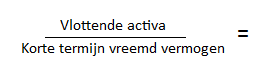 Vlottende activa
Korte termijn vreemd vermogen =